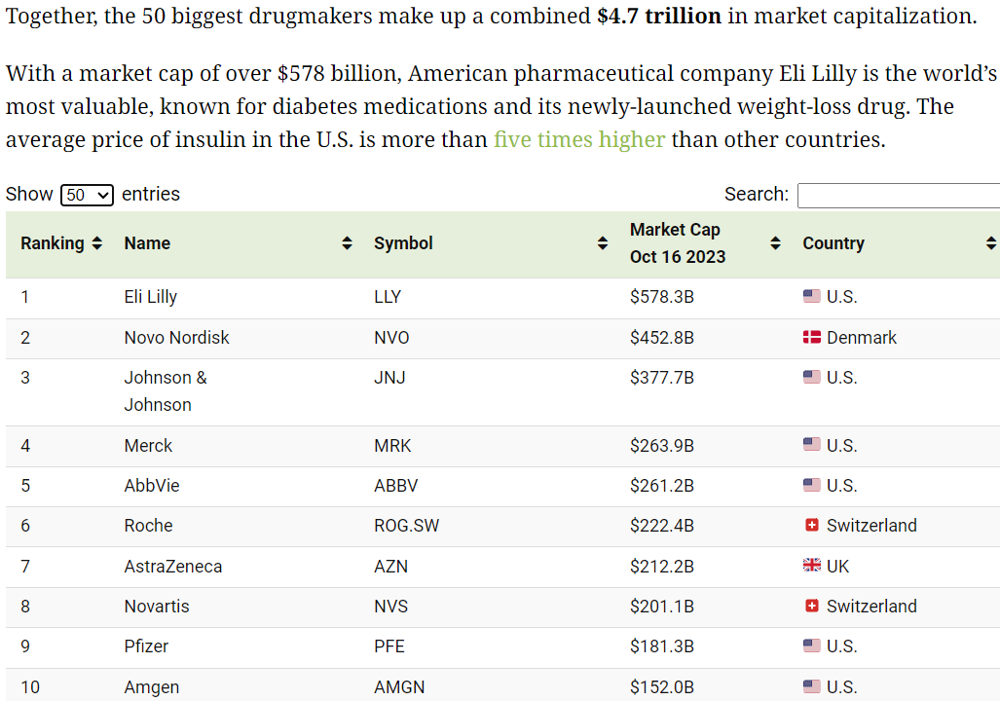 Together, the 50 biggest drugmakers make up a combined $4.7 trillion in market capitalization.
With a market cap of over $578 billion, American pharmaceutical company Eli Lilly is the world’s
most valuable, known for diabetes medications and its newly-launched weight-loss drug. The
average price of insulin in the U.S. is more than five times higher than other countries.
Show 50 entries Search:
Ranking Name Symbol Market Cap Oct 16 2023 Country
1 Eli Lilly LLY $578.3B U.S.
2 Novo Nordisk NVO $452.8B Denmark
3 Johnson & Johnson JNJ $377.7B U.S.
4 Merck MRK $263.9B U.S.
5 AbbVie ABBV $261.2B U.S.
6 Roche ROG.SW $222.4B Switzerland
7 AstraZeneca AZN $212.2B UK
8 Novartis NVS $201.1B Switzerland
9 Pfizer PFE $181.3B U.S.
10 Amgen AMGN $152.0B U.S.